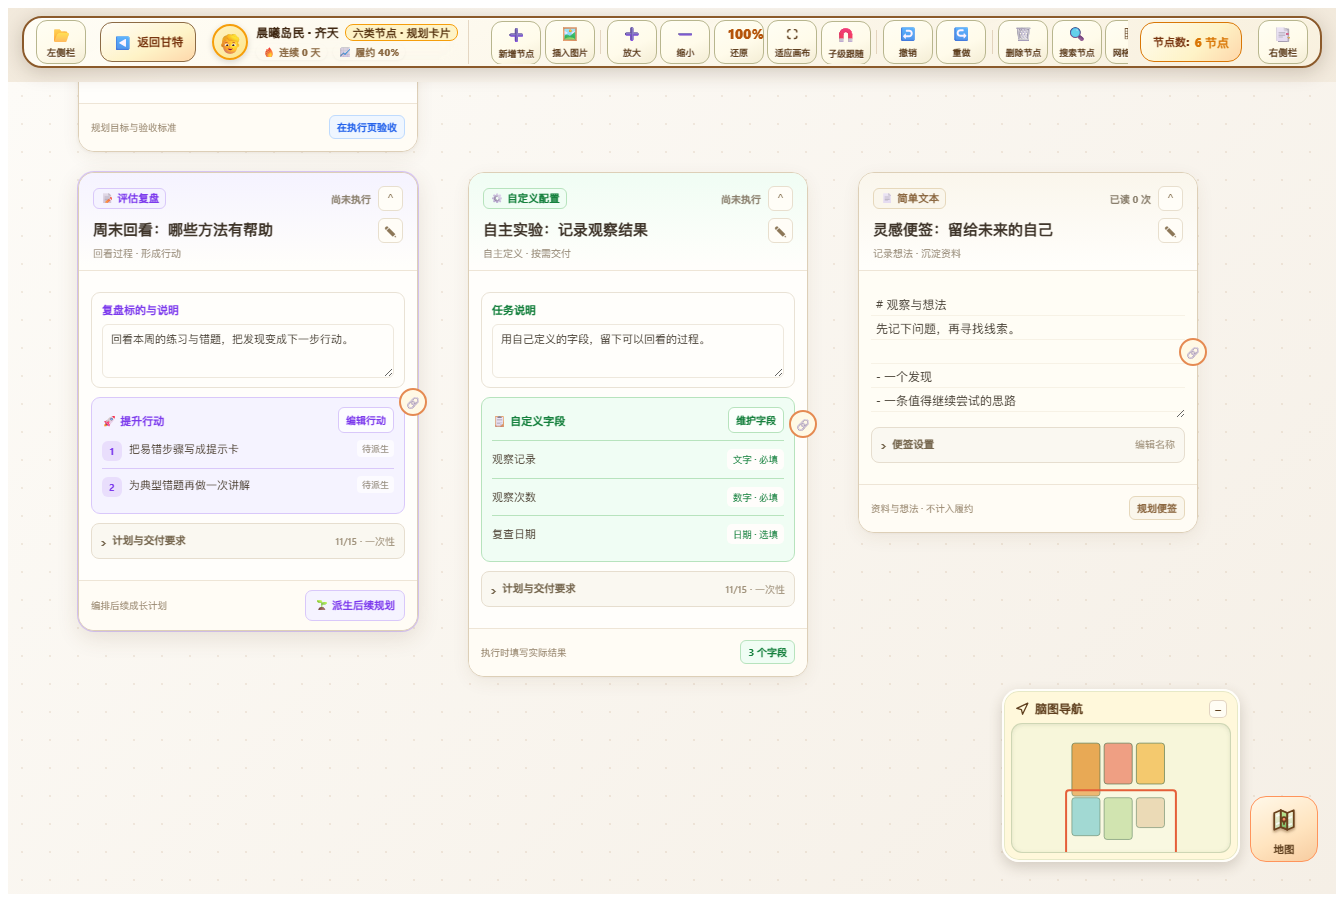 左侧栏
返回甘特
晨曦岛民 · 齐天
六类节点 · 规划卡片
连续 0 天
履约 40%
新增节点
插入图片
放大
缩小
100%
还原
适应画布
子级跟随
撤销
重做
删除节点
搜索节点
网格
节点数: 6 节点
右侧栏
规划目标与验收标准
在执行页验收
评估复盘
尚未执行
周末回看：哪些方法有帮助
回看过程 · 形成行动
复盘标的与说明
回看本周的练习与错题，把发现变成下一步行动。
提升行动
编辑行动
1 把易错步骤写成提示卡 待派生
2 为典型错题再做一次讲解 待派生
计划与交付要求 11/15 · 一次性
编排后续成长计划
派生后续规划
自定义配置
尚未执行
自主实验：记录观察结果
自主定义 · 按需交付
任务说明
用自己定义的字段，留下可以回看的过程。
自定义字段
维护字段
观察记录 文字 · 必填
观察次数 数字 · 必填
复查日期 日期 · 选填
计划与交付要求 11/15 · 一次性
执行时填写实际结果
3 个字段
简单文本
已读 0 次
灵感便签：留给未来的自己
记录想法 · 沉淀资料
# 观察与想法
先记下问题，再寻找线索。
- 一个发现
- 一条值得继续尝试的思路
便签设置 编辑名称
资料与想法 · 不计入履约
规划便签
脑图导航
地图